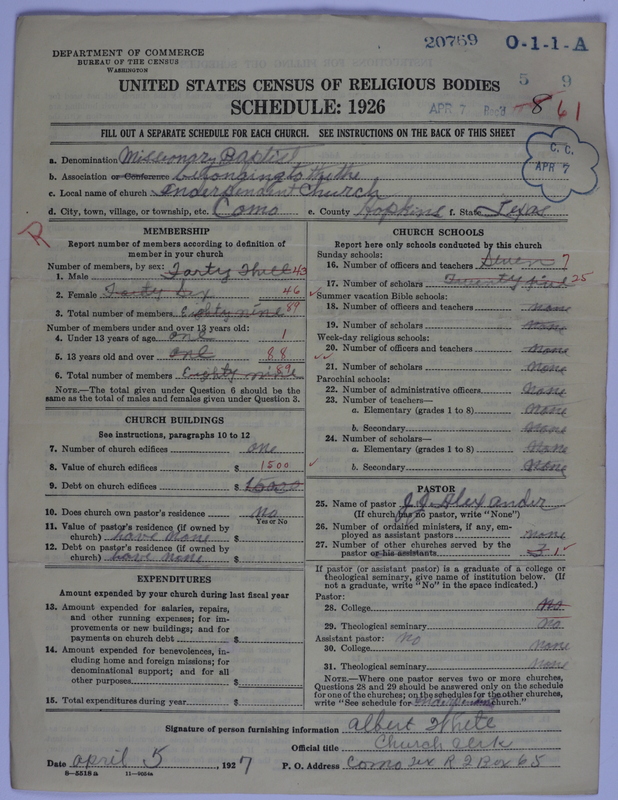 DEPARTMENT OF COMMERCE
BUREAU OF THE CENSUS
WASHINGTON
20769 0-1-1-A
UNITED STATES CENSUS OF RELIGIOUS BODIES
5 9
SCHEDULE: 1926
APR 7 8 61
FILL OUT A SEPARATE SCHEDULE FOR EACH CHURCH. SEE INSTRUCTIONS ON THE BACK OF THIS SHEET
C. C.
APR 7
a. Denomination Missionary Baptist
b. Association or Conference belonging to the
c. Local name of church Independent Church
d. City, town, village, or township, etc. Como e. County Hopkins f. State Texas
R
MEMBERSHIP
Report number of members according to definition of member in your church
Number of members, by sex:
1. Male Forty Three 43
2. Female Forty Six 46
3. Total number of members Eighty nine 89
Number of members under and over 13 years old:
4. Under 13 years of age one 1
5. 13 years old and over one 88
6. Total number of members Eighty nine 89
NOTE.—The total given under Question 6 should be the same as the total of males and females given under Question 3.
CHURCH BUILDINGS
See instructions, paragraphs 10 to 12
7. Number of church edifices one
8. Value of church edifices $ 1500
9. Debt on church edifices $ 1500
10. Does church own pastor's residence No
Yes or No
11. Value of pastor's residence (if owned by church) have none $
12. Debt on pastor's residence (if owned by church) have none $
EXPENDITURES
Amount expended by your church during last fiscal year
13. Amount expended for salaries, repairs, and other running expenses; for improvements or new buildings; and for payments on church debt $
14. Amount expended for benevolences, including home and foreign missions; for denominational support; and for all other purposes $
15. Total expenditures during year $
CHURCH SCHOOLS
Report here only schools conducted by this church
Sunday schools:
16. Number of officers and teachers Seven 7
17. Number of scholars Twenty five 25
Summer vacation Bible schools:
18. Number of officers and teachers none
19. Number of scholars none
Week-day religious schools:
20. Number of officers and teachers none
21. Number of scholars none
Parochial schools:
22. Number of administrative officers none
23. Number of teachers—
a. Elementary (grades 1 to 8) none
b. Secondary none
24. Number of scholars—
a. Elementary (grades 1 to 8) none
b. Secondary none
PASTOR
25. Name of pastor J. J. Alexander
(If church has no pastor, write "None")
26. Number of ordained ministers, if any, employed as assistant pastors none
27. Number of other churches served by the pastor or his assistants 1
If pastor (or assistant pastor) is a graduate of a college or theological seminary, give name of institution below. (If not a graduate, write "No" in the space indicated.)
Pastor:
28. College No
29. Theological seminary No
Assistant pastor: No
30. College none
31. Theological seminary none
NOTE.—Where one pastor serves two or more churches, Questions 28 and 29 should be answered only on the schedule for one of the churches; on the schedules for the other churches, write "See schedule for Independent church."
Signature of person furnishing information Albert White
Official title Church clerk
Date april 5, 1927 P. O. Address Como Tex R 2 Box 65
8—5518a 11—9054a